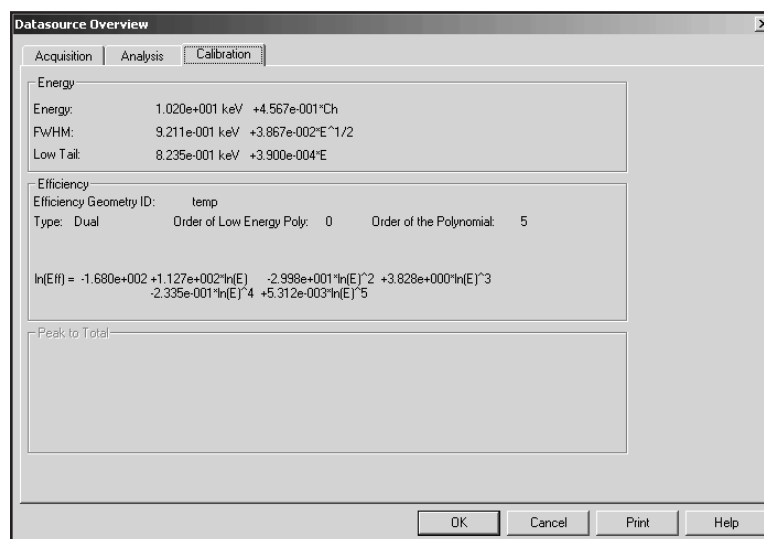 Datasource Overview
Acquisition Analysis Calibration
Energy
Energy: 1.020e+001 keV +4.567e-001*Ch
FWHM: 9.211e-001 keV +3.867e-002*E^1/2
Low Tail: 8.235e-001 keV +3.900e-004*E
Efficiency
Efficiency Geometry ID: temp
Type: Dual Order of Low Energy Poly: 0 Order of the Polynomial: 5
ln(Eff) = -1.680e+002 +1.127e+002*ln(E) -2.998e+001*ln(E)^2 +3.828e+000*ln(E)^3
-2.335e-001*ln(E)^4 +5.312e-003*ln(E)^5
Peak to Total
OK Cancel Print Help